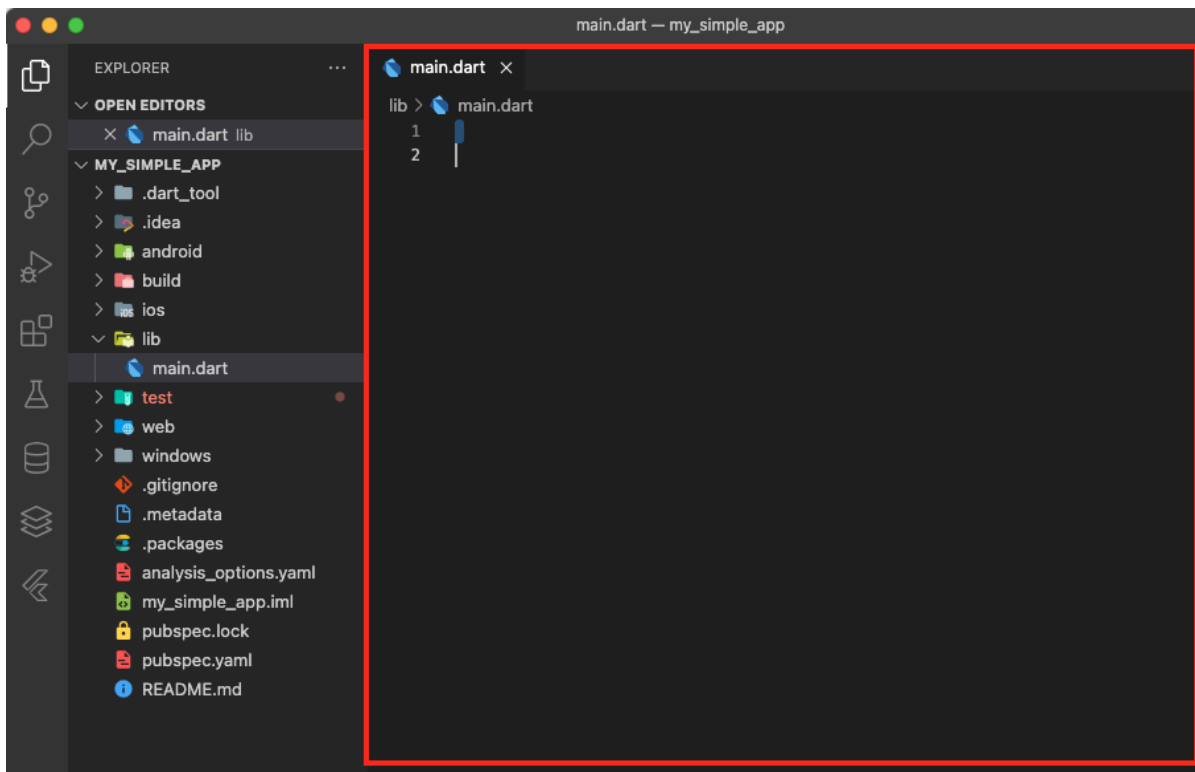 main.dart — my_simple_app
EXPLORER
OPEN EDITORS
main.dart lib
MY_SIMPLE_APP
.dart_tool
.idea
android
build
ios
lib
main.dart
test
web
windows
.gitignore
.metadata
.packages
analysis_options.yaml
my_simple_app.iml
pubspec.lock
pubspec.yaml
README.md
main.dart
lib > main.dart
1
2